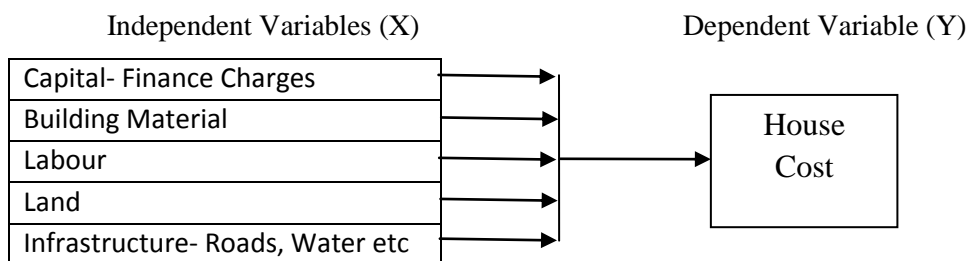 Independent Variables (X)
Dependent Variable (Y)
Capital- Finance Charges
Building Material
Labour
Land
Infrastructure- Roads, Water etc
House
Cost